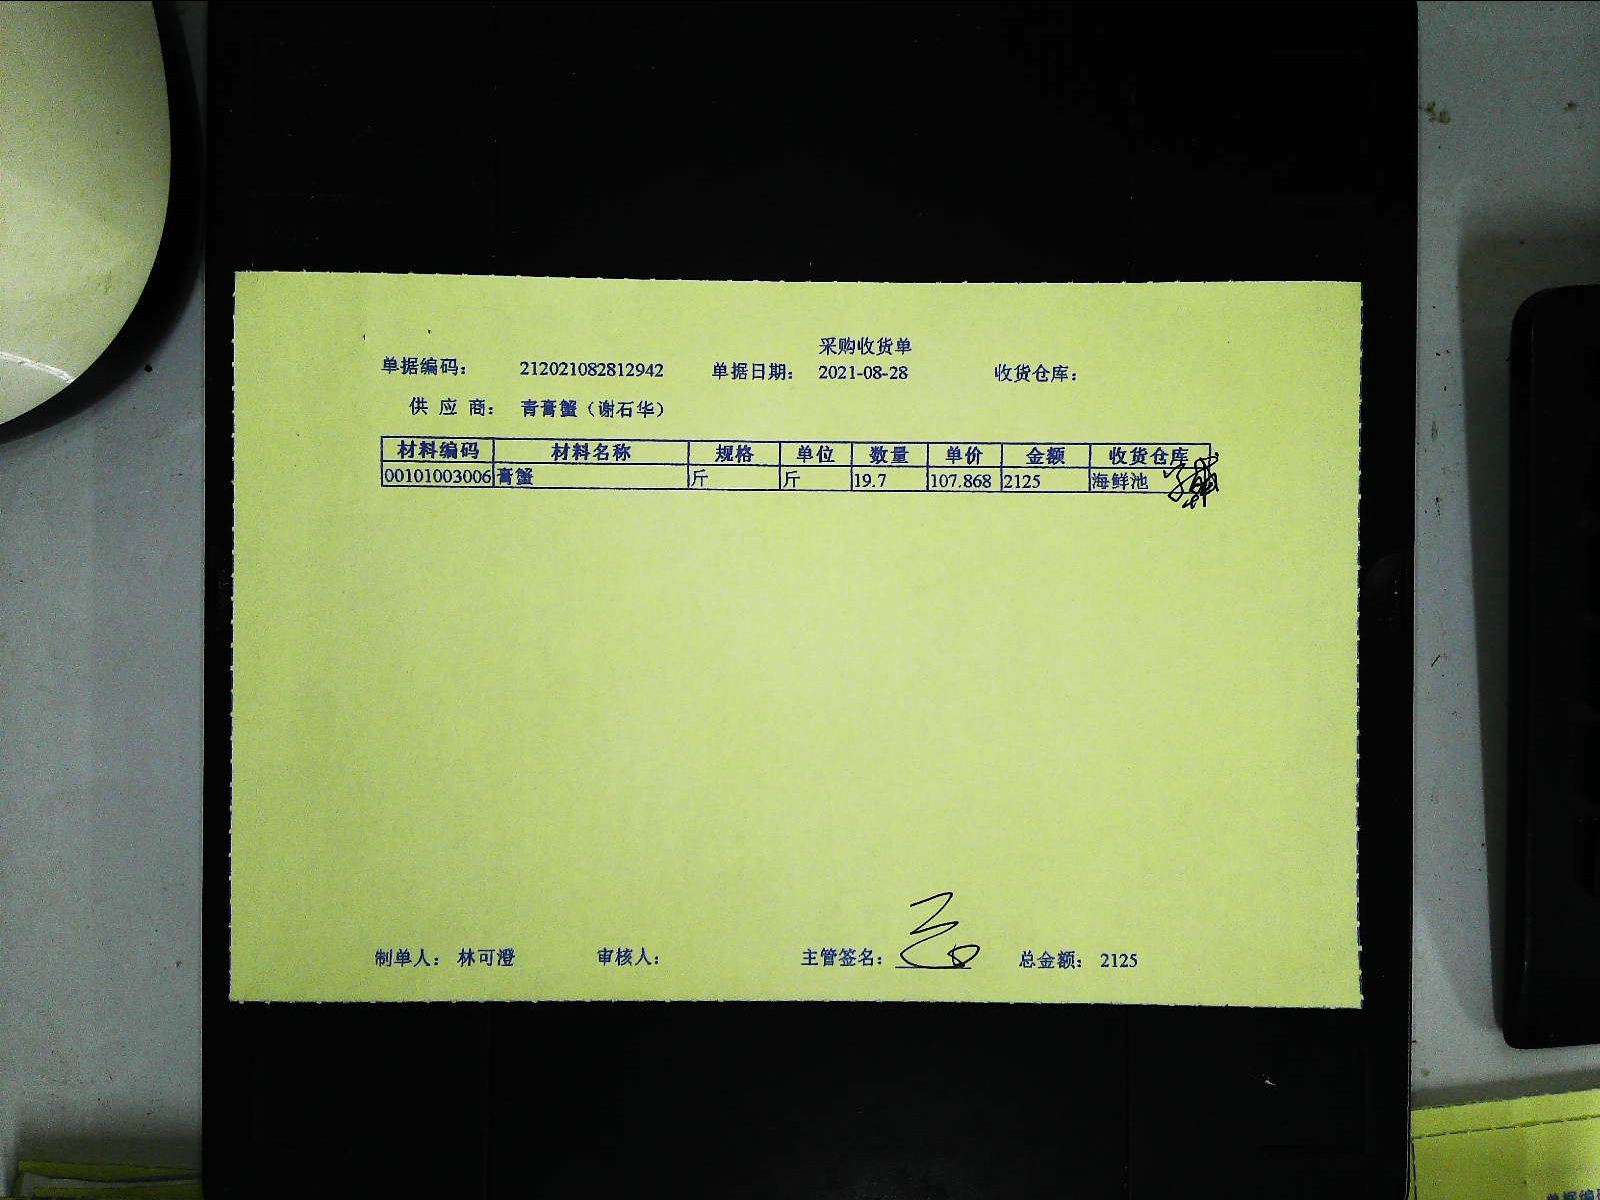 采购收货单
单据编码： 212021082812942 单据日期： 2021-08-28 收货仓库：
供 应 商： 青膏蟹（谢石华）
材料编码 材料名称 规格 单位 数量 单价 金额 收货仓库
00101003006 膏蟹 斤 斤 19.7 107.868 2125 海鲜池
制单人： 林可澄 审核人： 主管签名： 总金额： 2125